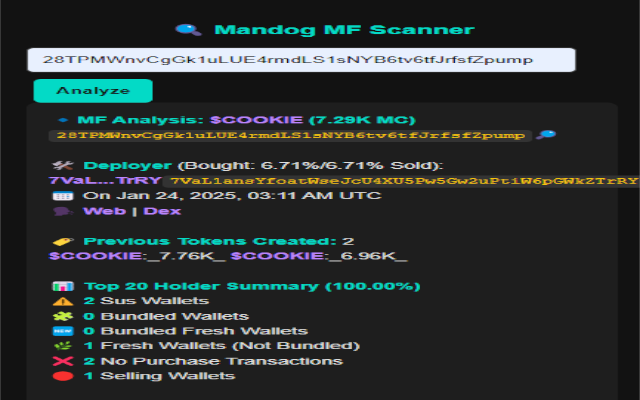 Mandog MF Scanner
28TPMWnvCgGk1uLUE4rmdLS1sNYB6tv6tfJrfsfZpump
Analyze
MF Analysis: $COOKIE (7.29K MC)
28TPMWnvCgGk1uLUE4rmdLS1sNYB6tv6tfJrfsfZpump
Deployer (Bought: 6.71%/6.71% Sold):
7VaL...TrRY 7VaL1ansYfoatWseJcU4XU5Pw5Gw2uPtiW6pGWkZTrRY
On Jan 24, 2025, 03:11 AM UTC
Web | Dex
Previous Tokens Created: 2
$COOKIE:_7.76K_ $COOKIE:_6.96K_
Top 20 Holder Summary (100.00%)
2 Sus Wallets
0 Bundled Wallets
NEW 0 Bundled Fresh Wallets
1 Fresh Wallets (Not Bundled)
2 No Purchase Transactions
1 Selling Wallets